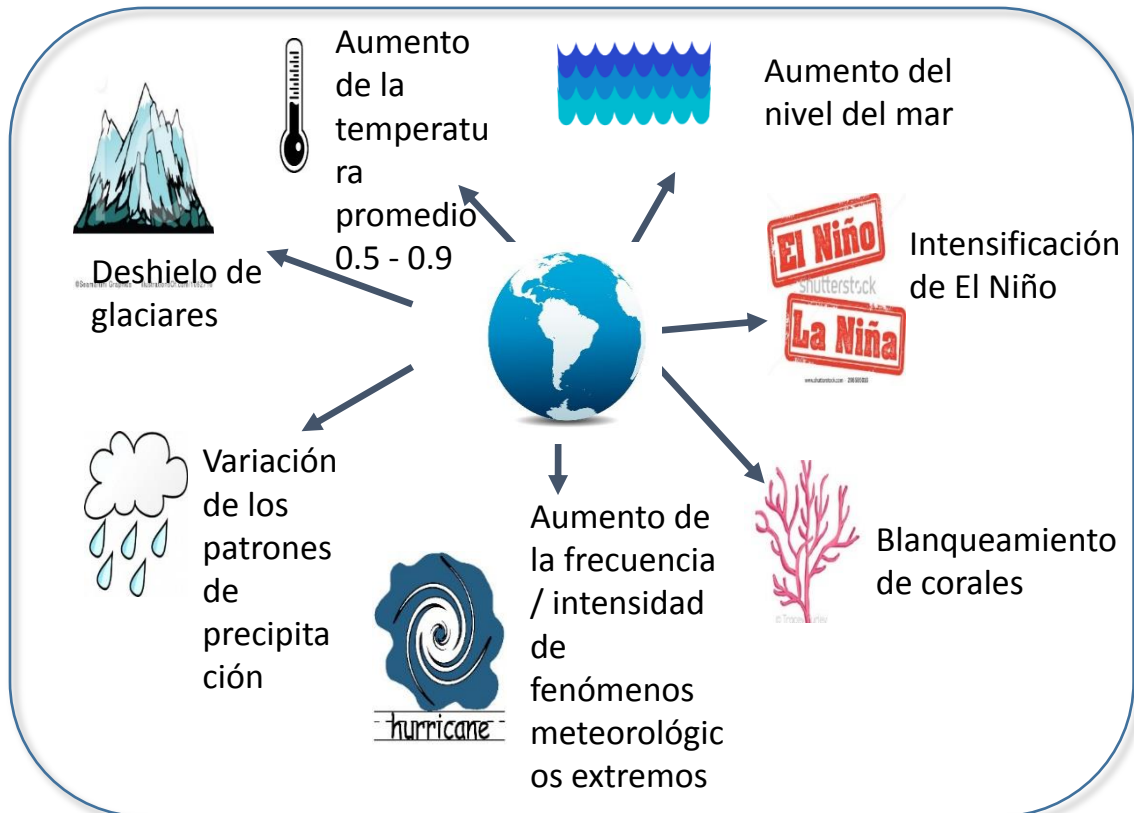 Aumento
de la
temperatu
ra
promedio
0.5 - 0.9
Aumento del
nivel del mar
El Niño
shutterstock
La Niña
Intensificación
de El Niño
Deshielo de
glaciares
Variación
de los
patrones
de
precipita
ción
hurricane
Aumento de
la frecuencia
/ intensidad
de
fenómenos
meteorológic
os extremos
Blanqueamiento
de corales